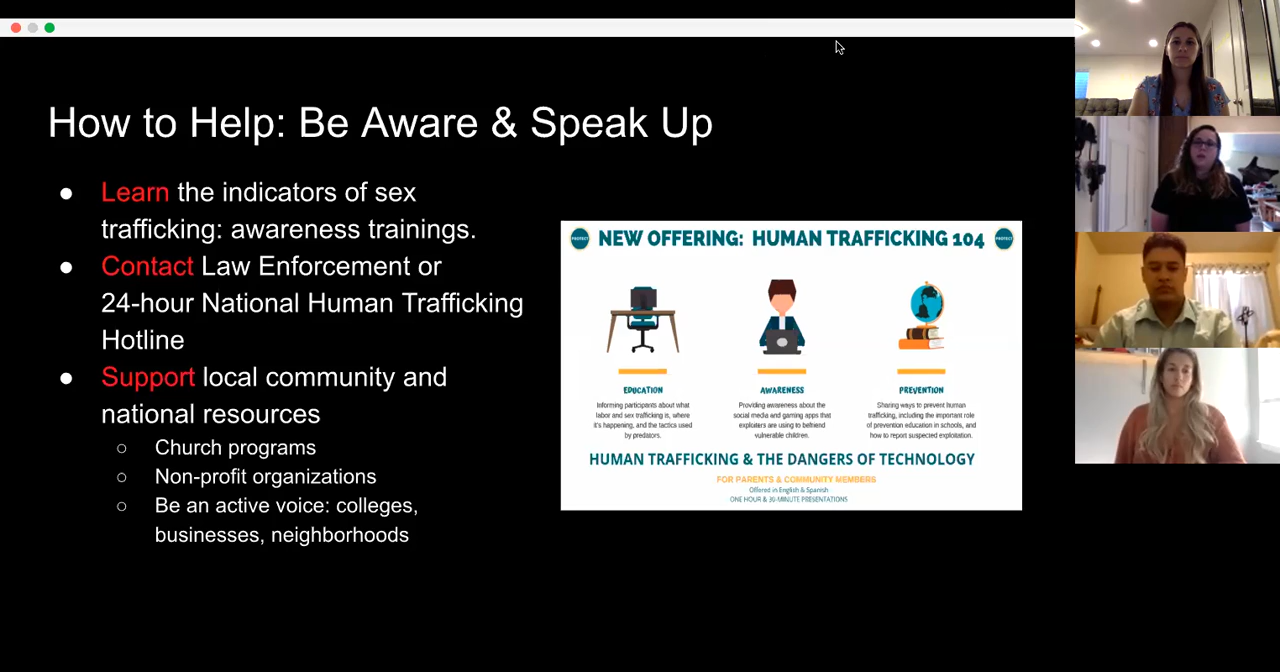 How to Help: Be Aware & Speak Up
● Learn the indicators of sex
trafficking: awareness trainings.
● Contact Law Enforcement or
24-hour National Human Trafficking
Hotline
● Support local community and
national resources
○ Church programs
○ Non-profit organizations
○ Be an active voice: colleges,
businesses, neighborhoods
PROTECT
NEW OFFERING: HUMAN TRAFFICKING 104
PROTECT
EDUCATION
Informing participants about what
labor and sex trafficking is, where
it's happening, and the tactics used
by predators.
AWARENESS
Providing awareness about the
social media and gaming apps that
exploiters are using to befriend
vulnerable children.
PREVENTION
Sharing ways to prevent human
trafficking, including the important role
of prevention education in schools, and
how to report suspected exploitation.
HUMAN TRAFFICKING & THE DANGERS OF TECHNOLOGY
FOR PARENTS & COMMUNITY MEMBERS
Offered in English & Spanish
ONE HOUR & 30-MINUTE PRESENTATIONS